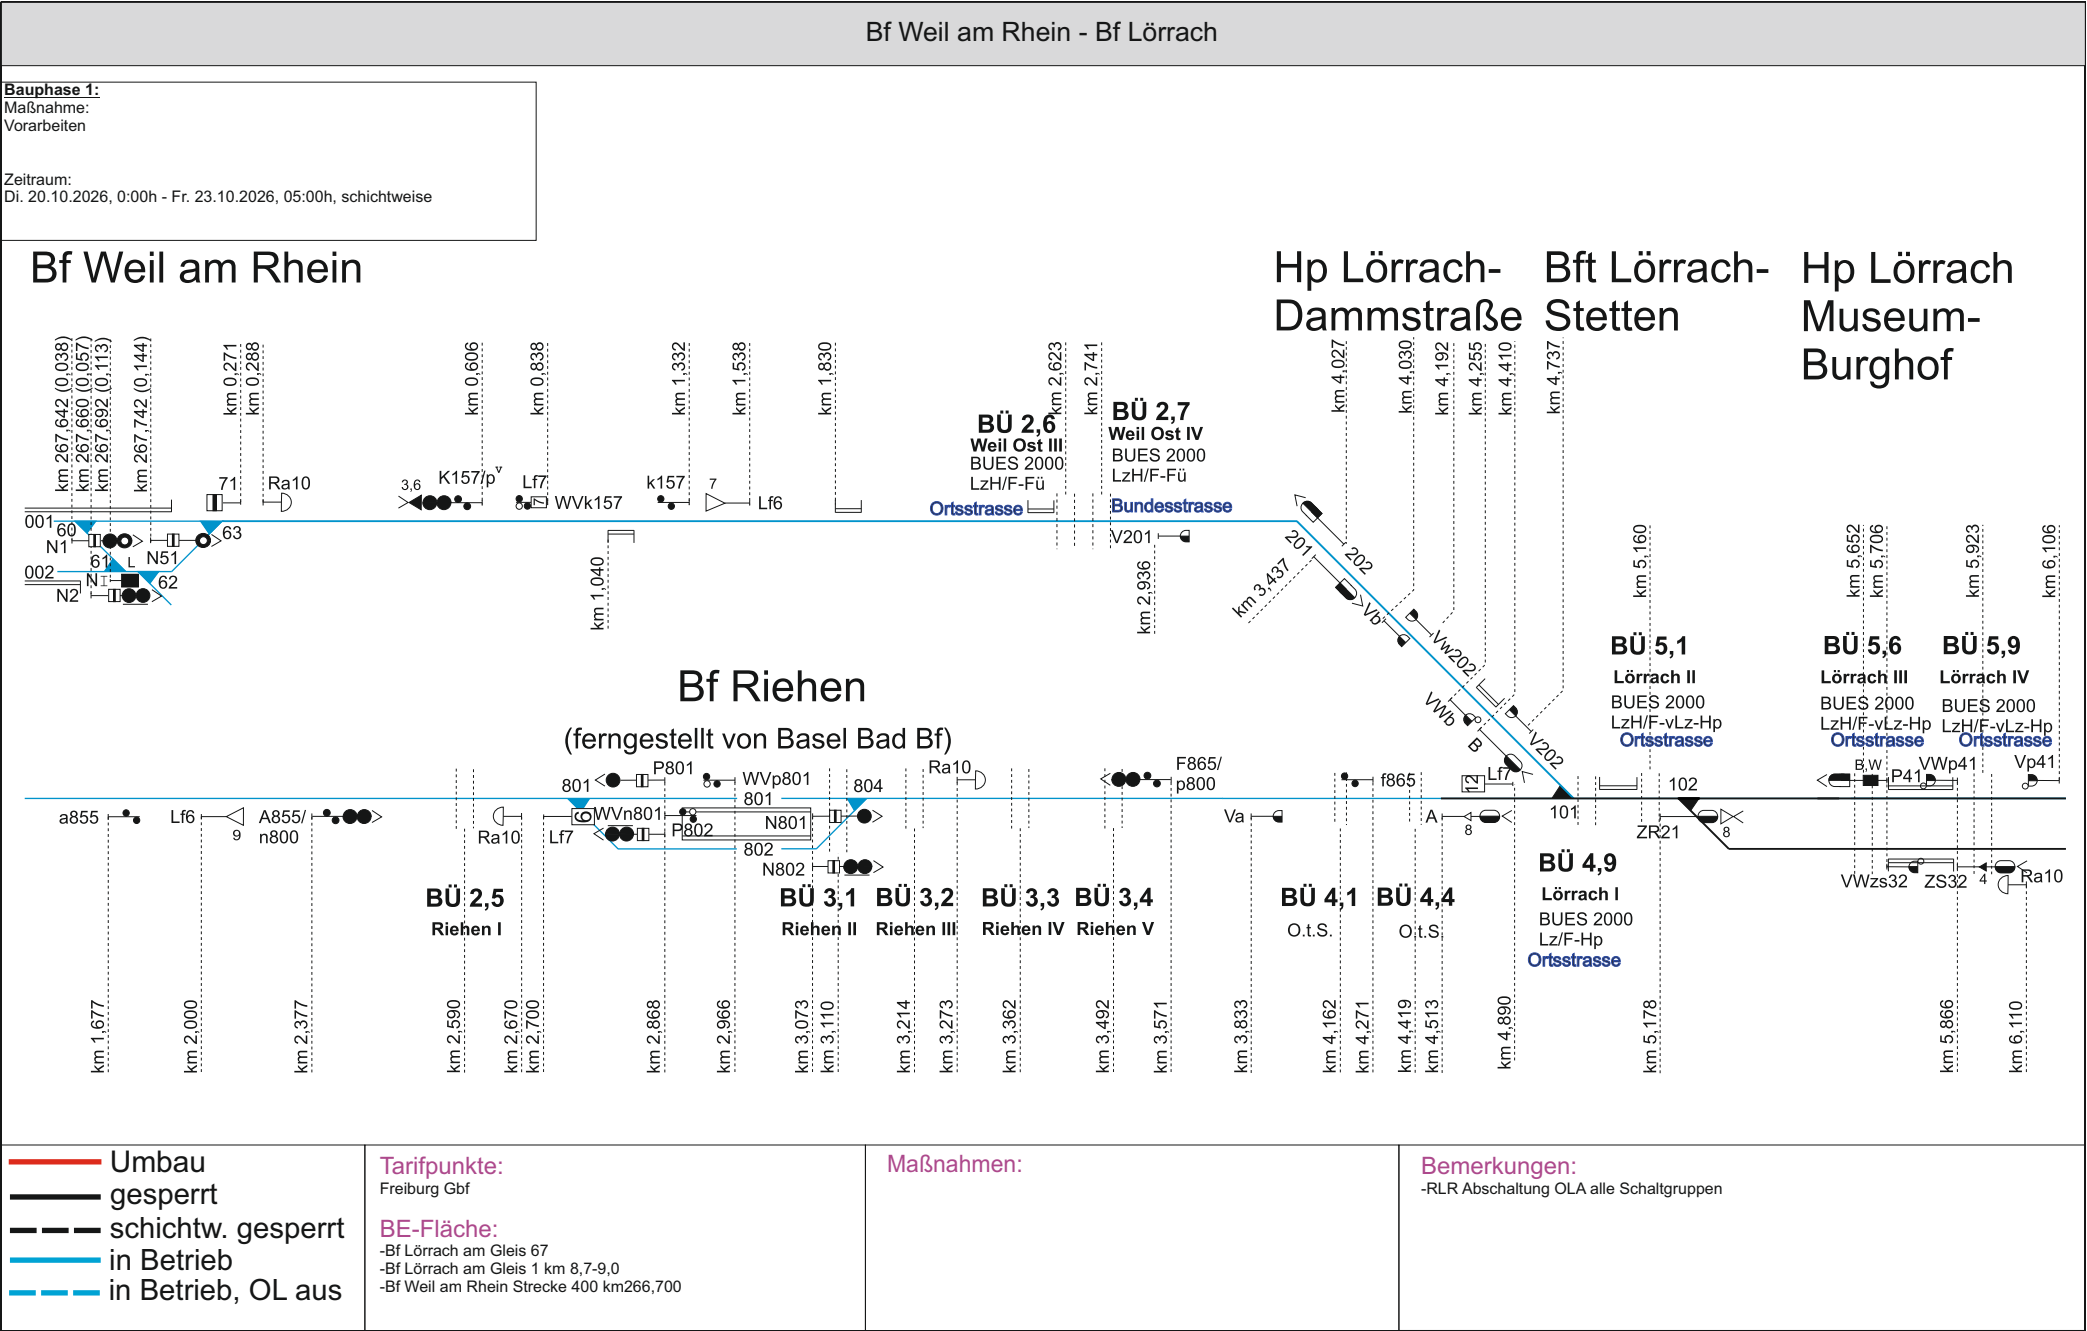 Bf Weil am Rhein - Bf Lörrach
Bauphase 1:
Maßnahme:
Vorarbeiten
Zeitraum:
Di. 20.10.2026, 0:00h - Fr. 23.10.2026, 05:00h, schichtweise
Bf Weil am Rhein
Hp Lörrach-
Dammstraße
Bft Lörrach-
Stetten
Hp Lörrach
Museum-
Burghof
km 267,642 (0,038)
km 267,660 (0,057)
km 267,692 (0,113)
km 267,742 (0,144)
km 0,271
km 0,288
km 0,606
km 0,838
km 1,332
km 1,538
km 1,830
km 2,623
km 2,741
km 4,027
km 4,030
km 4,192
km 4,255
km 4,410
km 4,737
BÜ 2,6
Weil Ost III
BUES 2000
LzH/F-Fü
Ortsstrasse
BÜ 2,7
Weil Ost IV
BUES 2000
LzH/F-Fü
Bundesstrasse
71
Ra10
3,6
K157/p v
Lf7
7
WVk157
k157
7
Lf6
001
60
N1
61
L
N51
63
002
N I
62
N2
km 1,040
V201
km 2,936
201
202
km 3,437
Vb
Vw202
VWb
B
V202
km 5,160
km 5,652
km 5,706
km 5,923
km 6,106
BÜ 5,1
Lörrach II
BUES 2000
LzH/F-vLz-Hp
Ortsstrasse
BÜ 5,6
Lörrach III
BUES 2000
LzH/F-vLz-Hp
Ortsstrasse
BÜ 5,9
Lörrach IV
BUES 2000
LzH/F-vLz-Hp
Ortsstrasse
Bf Riehen
(ferngestellt von Basel Bad Bf)
a855
Lf6
9
A855/
n800
Ra10
Lf7
801
6
P801
WVn801
P802
WVp801
801
802
N801
N802
804
Ra10
F865/
p800
Va
f865
A
8
12
Lf7
101
102
ZR21
8
B,W
P41
VWp41
Vp41
VWzs32
ZS32
4
Ra10
BÜ 2,5
Riehen I
BÜ 3,1
Riehen II
BÜ 3,2
Riehen III
BÜ 3,3
Riehen IV
BÜ 3,4
Riehen V
BÜ 4,1
O.t.S.
BÜ 4,4
O.t.S.
BÜ 4,9
Lörrach I
BUES 2000
Lz/F-Hp
Ortsstrasse
km 1,677
km 2,000
km 2,377
km 2,590
km 2,670
km 2,700
km 2,868
km 2,966
km 3,073
km 3,110
km 3,214
km 3,273
km 3,362
km 3,492
km 3,571
km 3,833
km 4,162
km 4,271
km 4,419
km 4,513
km 4,890
km 5,178
km 5,866
km 6,110
Umbau
gesperrt
schichtw. gesperrt
in Betrieb
in Betrieb, OL aus
Tarifpunkte:
Freiburg Gbf
BE-Fläche:
-Bf Lörrach am Gleis 67
-Bf Lörrach am Gleis 1 km 8,7-9,0
-Bf Weil am Rhein Strecke 400 km266,700
Maßnahmen:
Bemerkungen:
-RLR Abschaltung OLA alle Schaltgruppen